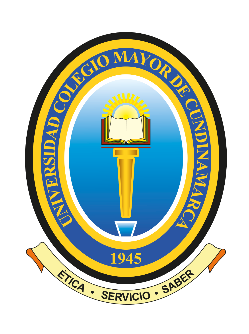 UNIVERSIDAD COLEGIO MAYOR DE CUNDINAMARCA
1945
ETICA · SERVICIO · SABER